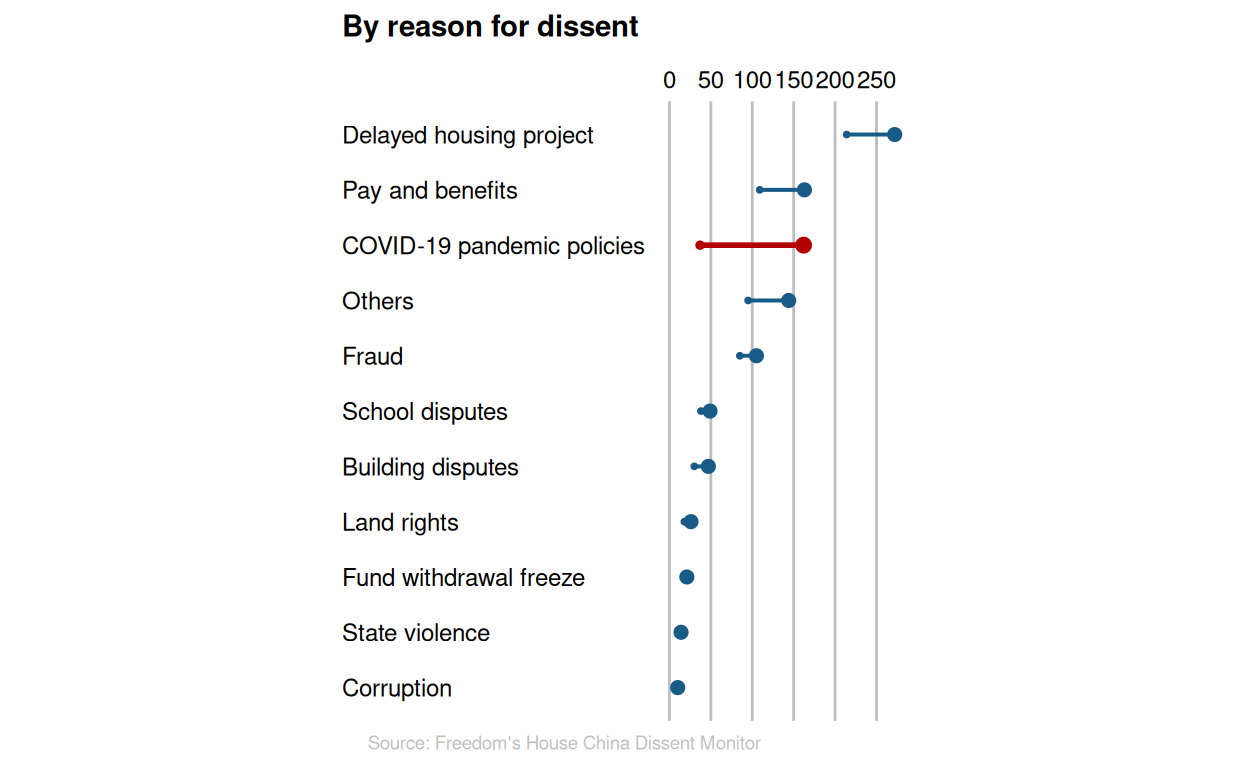 By reason for dissent
0 50 100 150 200 250
Delayed housing project
Pay and benefits
COVID-19 pandemic policies
Others
Fraud
School disputes
Building disputes
Land rights
Fund withdrawal freeze
State violence
Corruption
Source: Freedom's House China Dissent Monitor